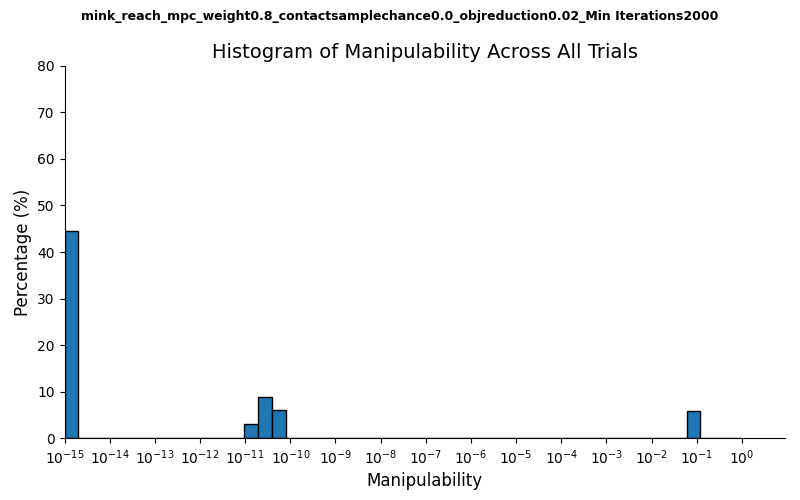 mink_reach_mpc_weight0.8_contactsamplechance0.0_objreduction0.02_Min Iterations2000
Histogram of Manipulability Across All Trials
80
70
60
50
40
30
20
10
0
Percentage (%)
10⁻¹⁵ 10⁻¹⁴ 10⁻¹³ 10⁻¹² 10⁻¹¹ 10⁻¹⁰ 10⁻⁹ 10⁻⁸ 10⁻⁷ 10⁻⁶ 10⁻⁵ 10⁻⁴ 10⁻³ 10⁻² 10⁻¹ 10⁰
Manipulability